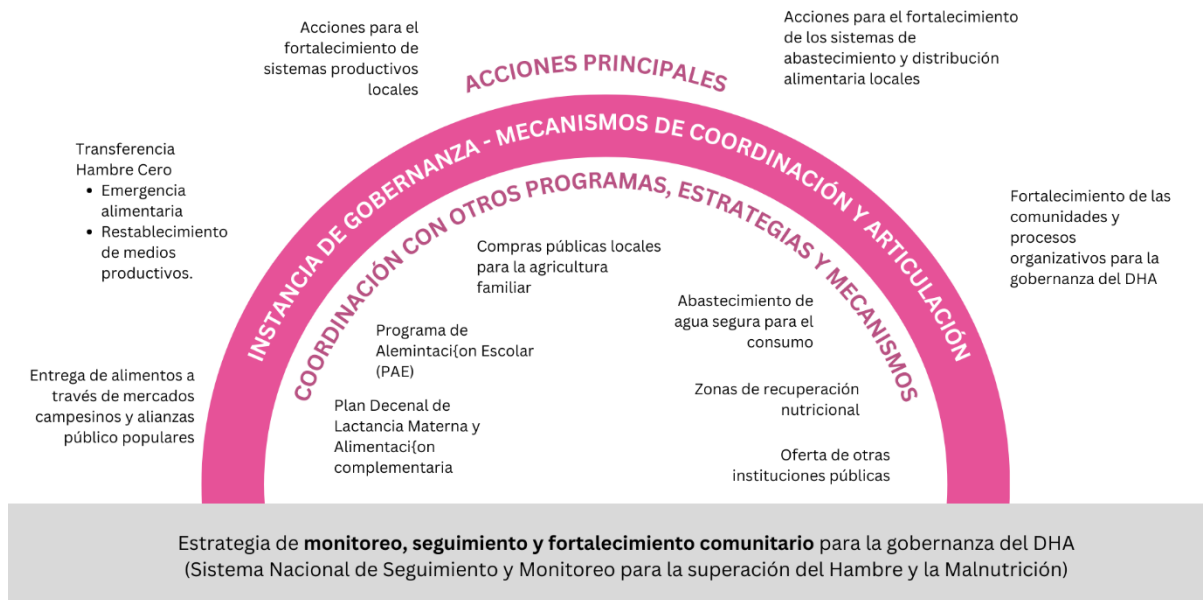 Acciones para el
fortalecimiento de
sistemas productivos
locales
ACCIONES PRINCIPALES
Acciones para el fortalecimiento
de los sistemas de
abastecimiento y distribución
alimentaria locales
Transferencia
Hambre Cero
• Emergencia
alimentaria
• Restablecimiento
de medios
productivos.
INSTANCIA DE GOBERNANZA - MECANISMOS DE COORDINACIÓN Y ARTICULACIÓN
Fortalecimiento de las
comunidades y
procesos
organizativos para la
gobernanza del DHA
Entrega de alimentos a
través de mercados
campesinos y alianzas
público populares
COORDINACIÓN CON OTROS PROGRAMAS, ESTRATEGIAS Y MECANISMOS
Compras públicas locales
para la agricultura
familiar
Programa de
Alemintaci{on Escolar
(PAE)
Plan Decenal de
Lactancia Materna y
Alimentaci{on
complementaria
Abastecimiento de
agua segura para el
consumo
Zonas de recuperación
nutricional
Oferta de otras
instituciones públicas
Estrategia de monitoreo, seguimiento y fortalecimiento comunitario para la gobernanza del DHA
(Sistema Nacional de Seguimiento y Monitoreo para la superación del Hambre y la Malnutrición)